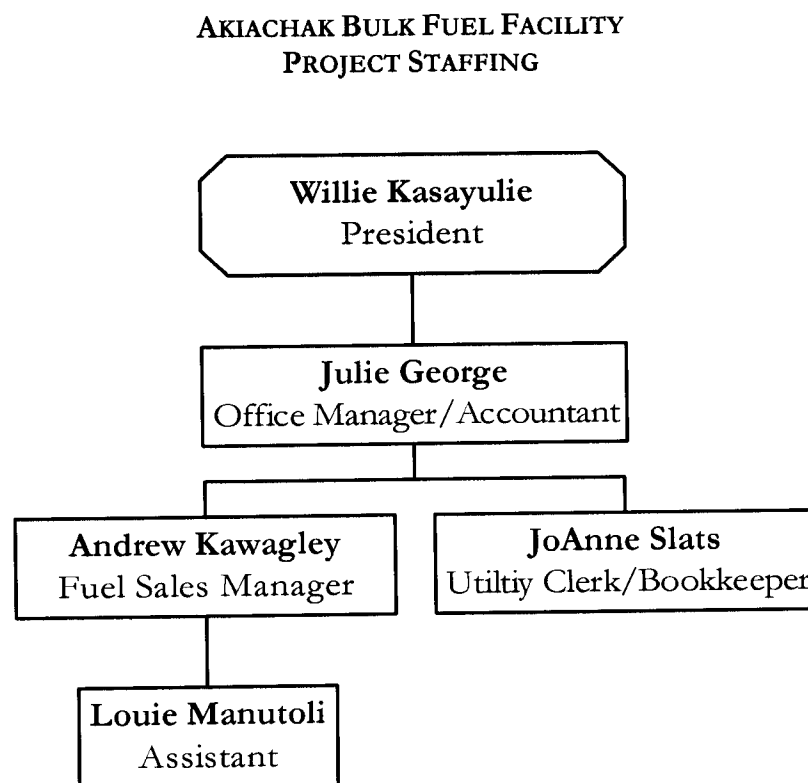 AKIACHAK BULK FUEL FACILITY
PROJECT STAFFING
Willie Kasayulie
President
Julie George
Office Manager/Accountant
Andrew Kawagley
Fuel Sales Manager
JoAnne Slats
Utiltiy Clerk/Bookkeeper
Louie Manutoli
Assistant